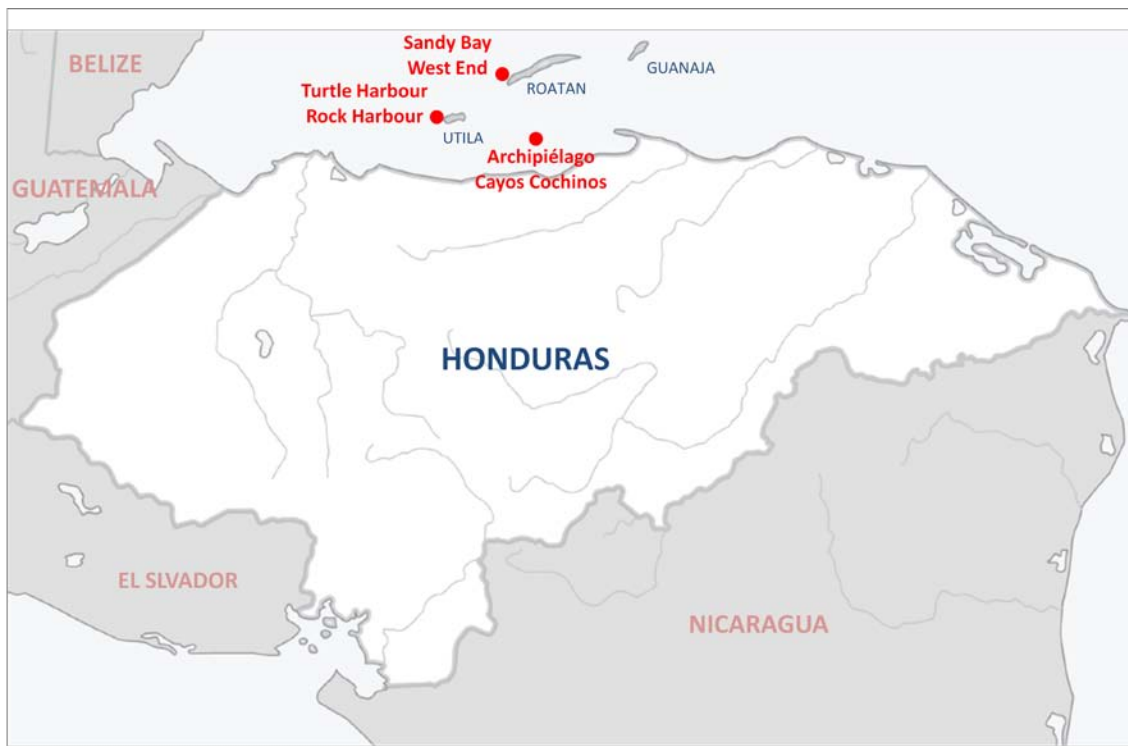 BELIZE
Sandy Bay
West End
ROATAN
GUANAJA
Turtle Harbour
Rock Harbour
UTILA
Archipiélago
Cayos Cochinos
GUATEMALA
HONDURAS
EL SLVADOR
NICARAGUA